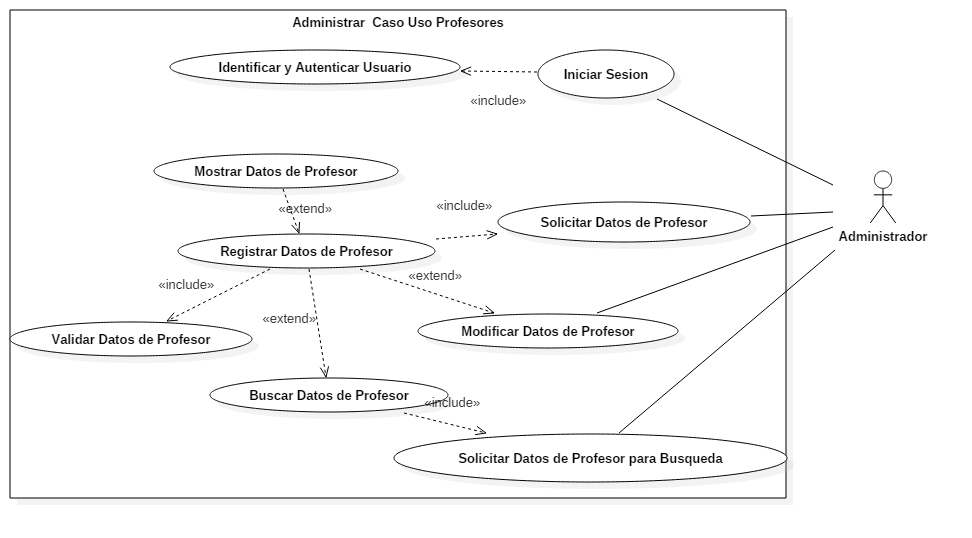 Administrar  Caso Uso Profesores
Identificar y Autenticar Usuario
Iniciar Sesion
«include»
Mostrar Datos de Profesor
«extend»
«include»
Solicitar Datos de Profesor
Administrador
Registrar Datos de Profesor
«include»
«extend»
«extend»
Validar Datos de Profesor
Modificar Datos de Profesor
Buscar Datos de Profesor
«include»
Solicitar Datos de Profesor para Busqueda